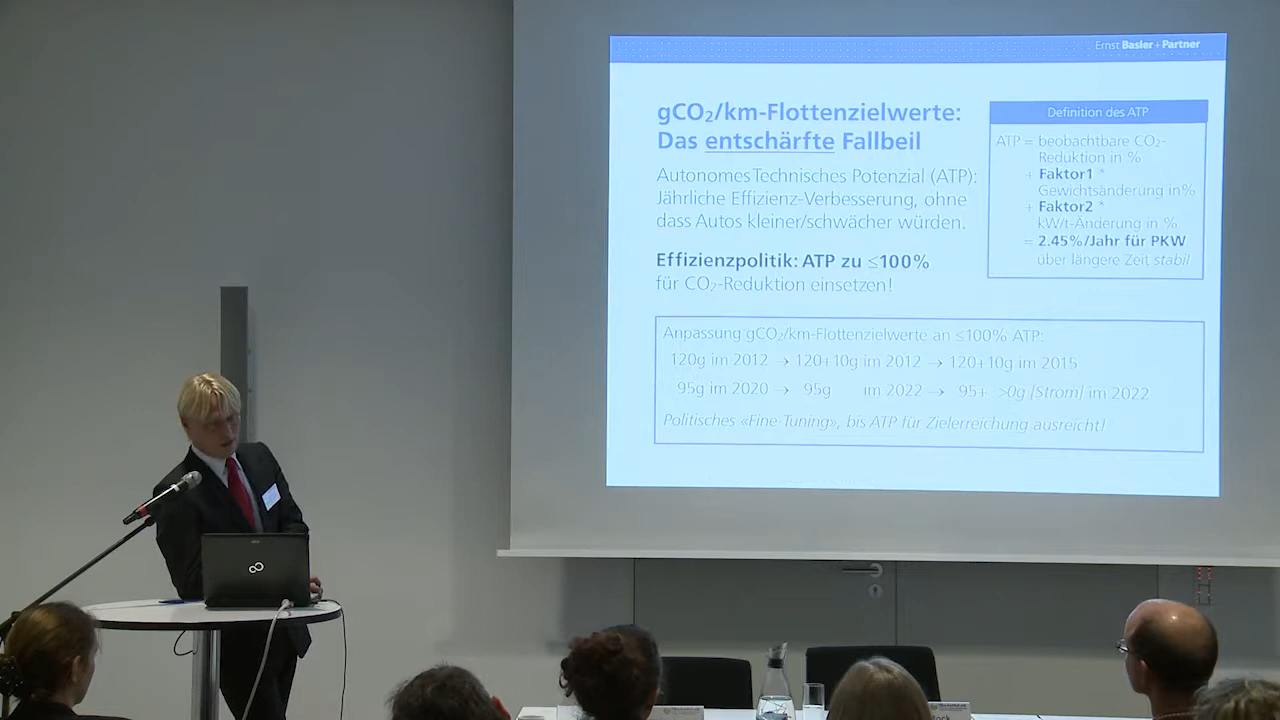 Ernst Basler + Partner
gCO₂/km-Flottenzielwerte:
Das entschärfte Fallbeil
Autonomes Technisches Potenzial (ATP):
Jährliche Effizienz-Verbesserung, ohne
dass Autos kleiner/schwächer würden.
Effizienzpolitik: ATP zu ≤100%
für CO₂-Reduktion einsetzen!
Definition des ATP
ATP = beobachtbare CO₂-
Reduktion in %
+ Faktor1 *
Gewichtsänderung in%
+ Faktor2 *
kW/t-Änderung in %
= 2.45%/Jahr für PKW
über längere Zeit stabil
Anpassung gCO₂/km-Flottenzielwerte an ≤100% ATP:
120g im 2012 → 120+10g im 2012 → 120+10g im 2015
95g im 2020 → 95g im 2022 → 95+ >0g [Strom] im 2022
Politisches «Fine-Tuning», bis ATP für Zielerreichung ausreicht!